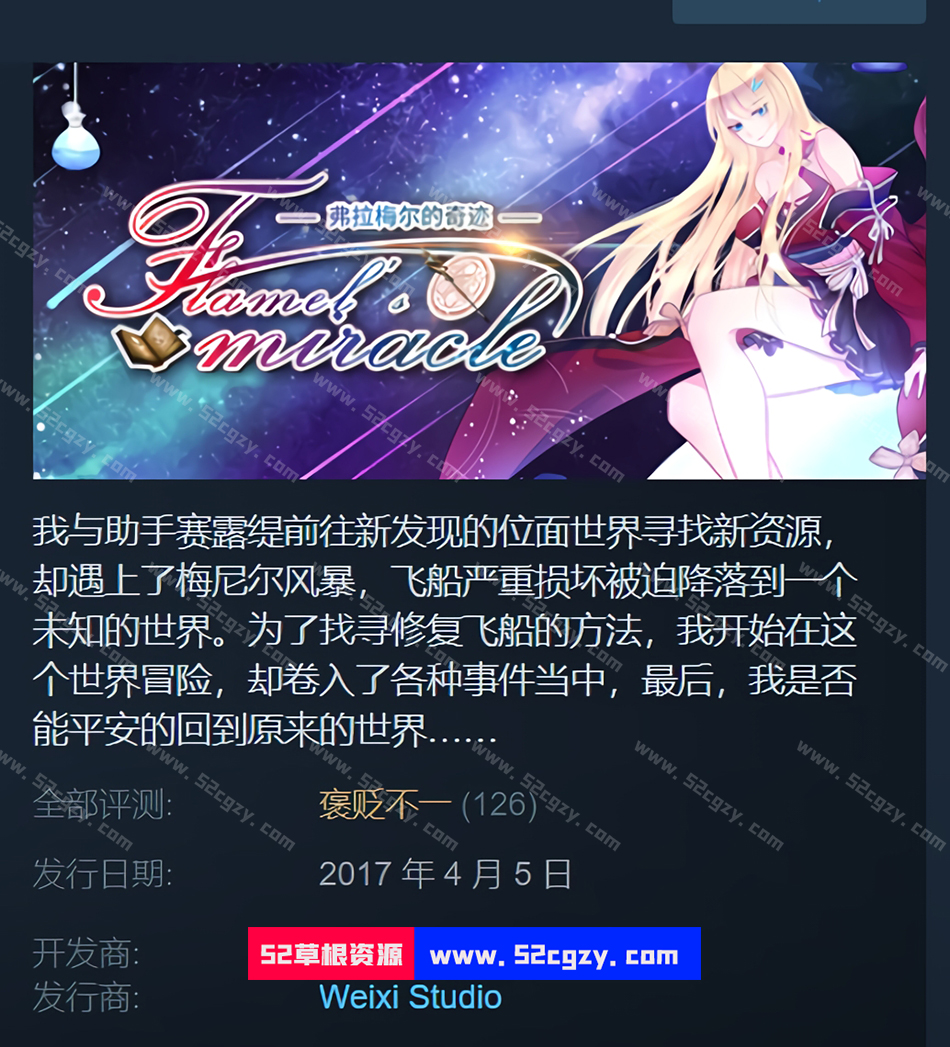 弗拉梅尔的奇迹
Flamel's
miracle
我与助手赛露缇前往新发现的位面世界寻找新资源，
却遇上了梅尼尔风暴，飞船严重损坏被迫降落到一个
未知的世界。为了找寻修复飞船的方法，我开始在这
个世界冒险，却卷入了各种事件当中，最后，我是否
能平安的回到原来的世界……
全部评测: 褒贬不一 (126)
发行日期: 2017 年 4 月 5 日
开发商:
52草根资源 www.52cgzy.com
发行商: Weixi Studio
www.52cgzy.com